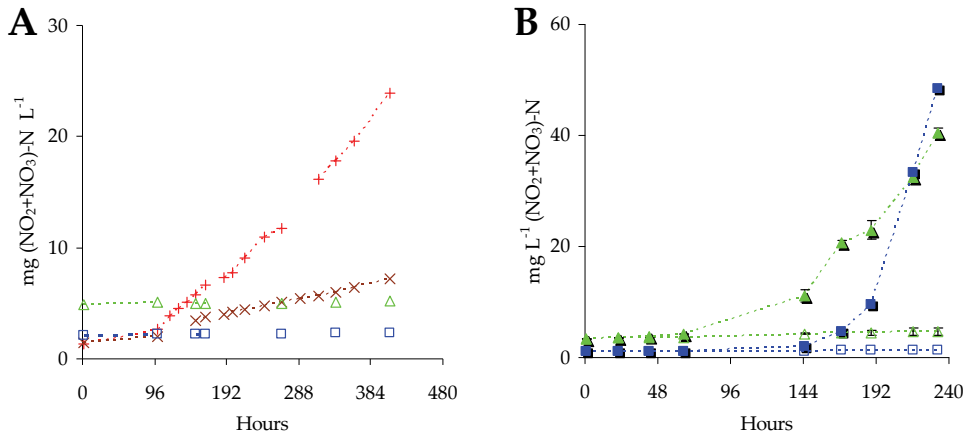 A
B
30
20
10
0
mg (NO₂+NO₃)-N L⁻¹
0 96 192 288 384 480
Hours
60
40
20
0
mg L⁻¹ (NO₂+NO₃)-N
0 48 96 144 192 240
Hours